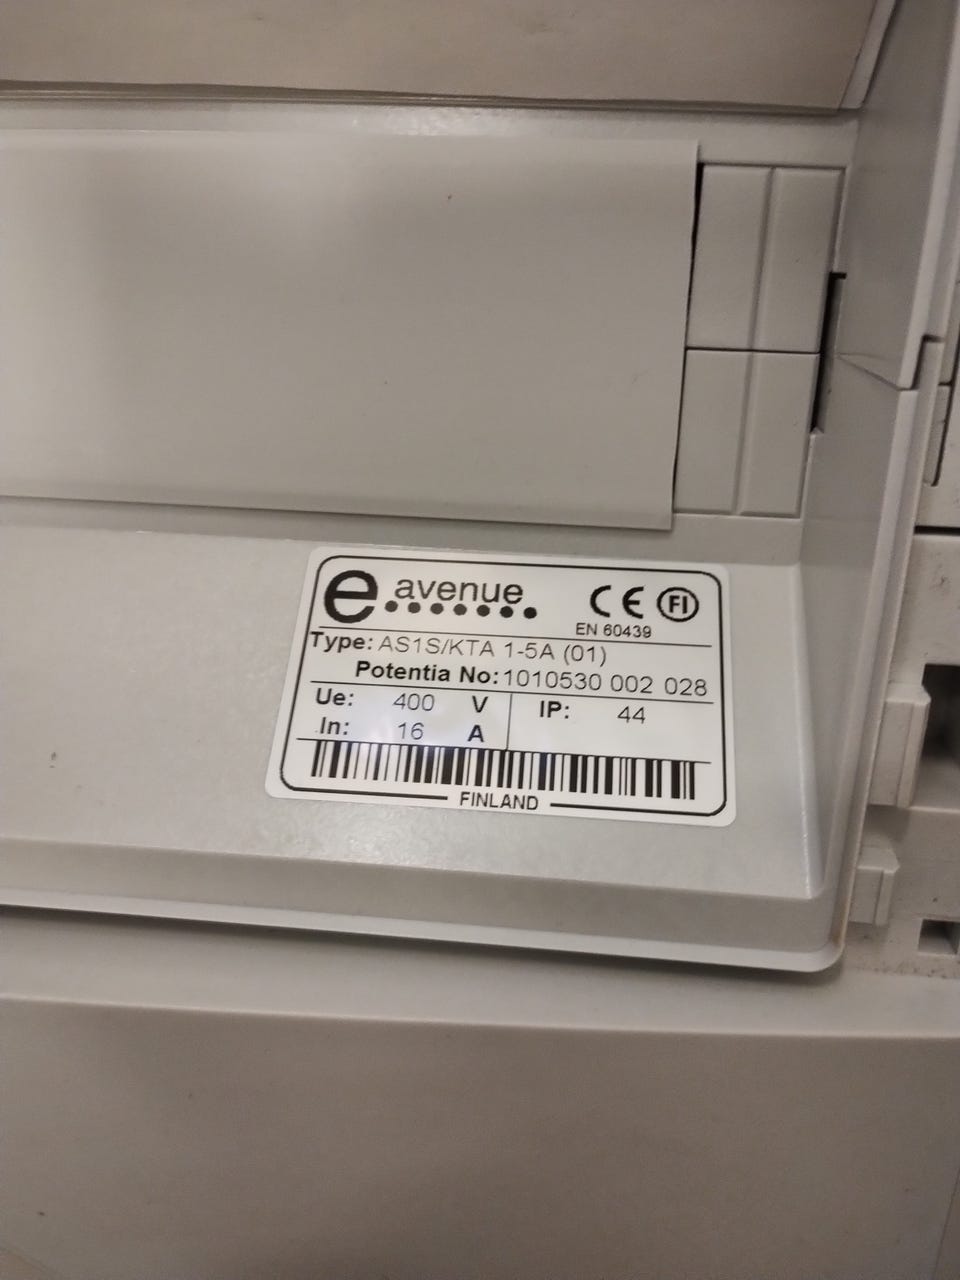 e avenue
CE FI
EN 60439
Type: AS1S/KTA 1-5A (01)
Potentia No: 1010530 002 028
Ue: 400 V IP: 44
In: 16 A
FINLAND